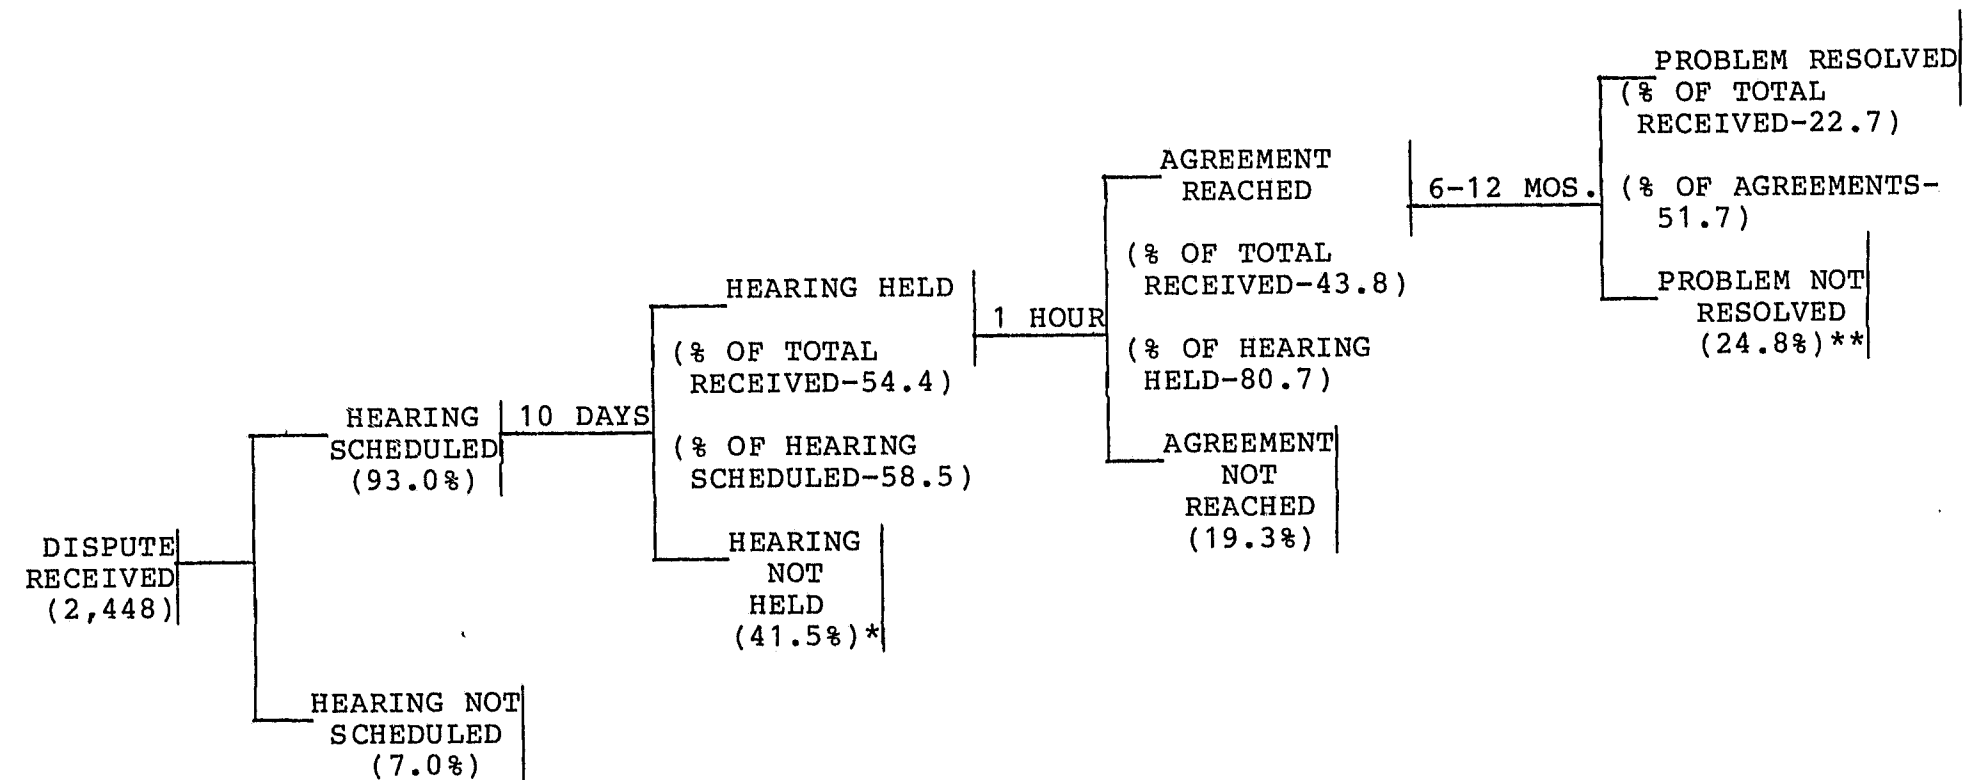 DISPUTE
RECEIVED
(2,448)
HEARING
SCHEDULED
(93.0%)
HEARING NOT
SCHEDULED
(7.0%)
10 DAYS
HEARING HELD
(% OF TOTAL
RECEIVED-54.4)
(% OF HEARING
SCHEDULED-58.5)
HEARING
NOT
HELD
(41.5%)*
1 HOUR
AGREEMENT
REACHED
(% OF TOTAL
RECEIVED-43.8)
(% OF HEARING
HELD-80.7)
AGREEMENT
NOT
REACHED
(19.3%)
6-12 MOS.
PROBLEM RESOLVED
(% OF TOTAL
RECEIVED-22.7)
(% OF AGREEMENTS-
51.7)
PROBLEM NOT
RESOLVED
(24.8%)**